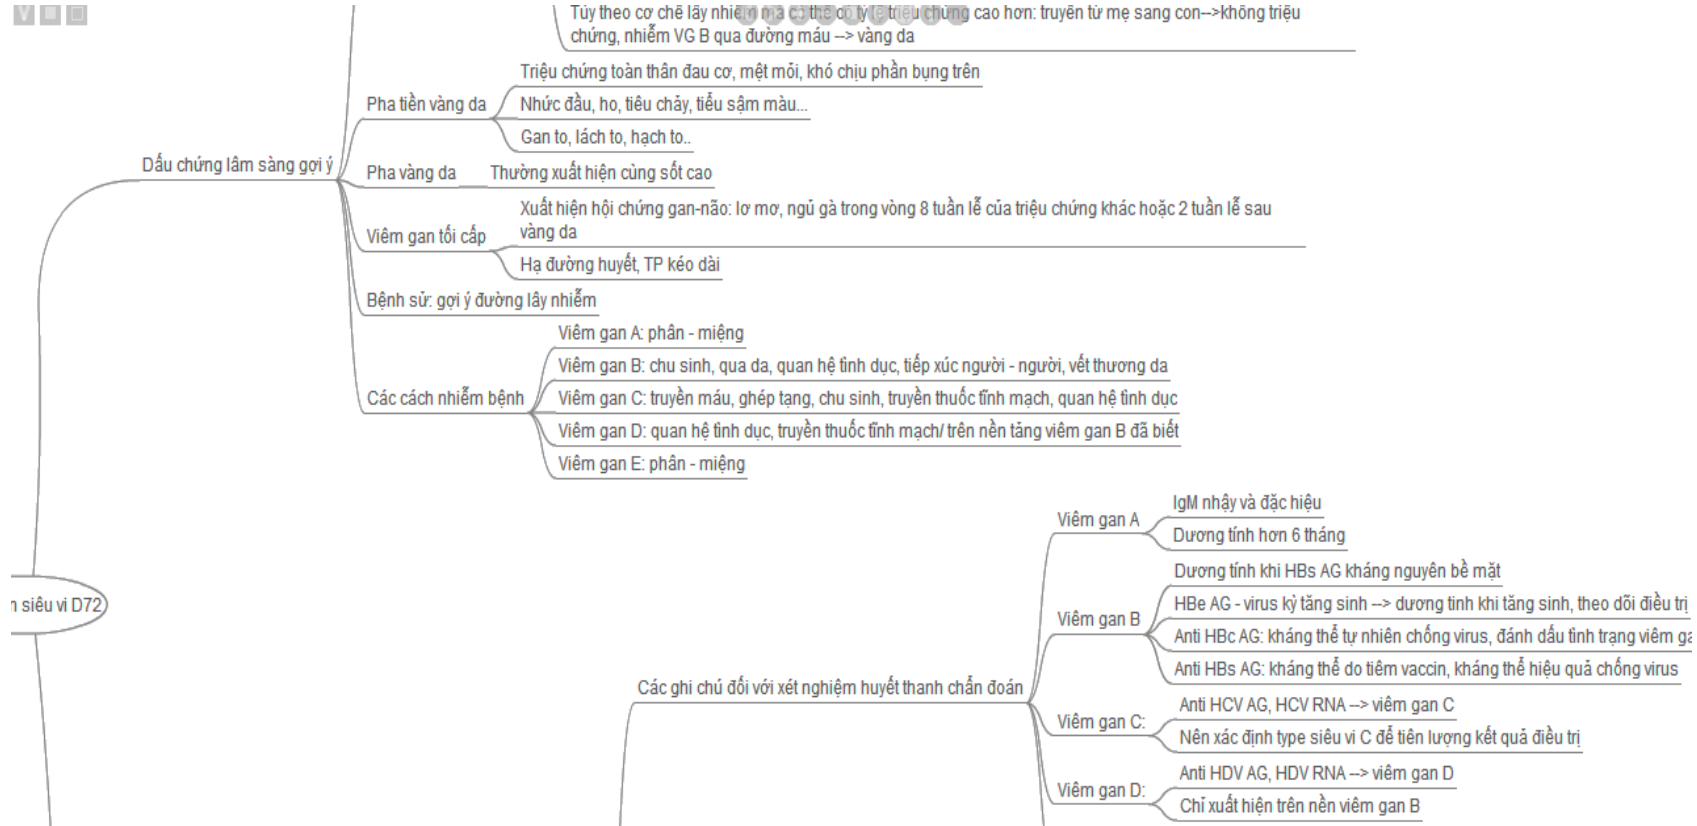 Tùy theo cơ chế lây nhiễm mà có thể có tỷ lệ triệu chứng cao hơn: truyền từ mẹ sang con-->không triệu
chứng, nhiễm VG B qua đường máu --> vàng da
Triệu chứng toàn thân đau cơ, mệt mỏi, khó chịu phần bụng trên
Pha tiền vàng da
Nhức đầu, ho, tiêu chảy, tiểu sậm màu...
Gan to, lách to, hạch to..
Dấu chứng lâm sàng gợi ý
Pha vàng da
Thường xuất hiện cùng sốt cao
Xuất hiện hội chứng gan-não: lơ mơ, ngủ gà trong vòng 8 tuần lễ của triệu chứng khác hoặc 2 tuần lễ sau
vàng da
Viêm gan tối cấp
Hạ đường huyết, TP kéo dài
Bệnh sử: gợi ý đường lây nhiễm
Viêm gan A: phân - miệng
Viêm gan B: chu sinh, qua da, quan hệ tình dục, tiếp xúc người - người, vết thương da
Các cách nhiễm bệnh
Viêm gan C: truyền máu, ghép tạng, chu sinh, truyền thuốc tĩnh mạch, quan hệ tình dục
Viêm gan D: quan hệ tình dục, truyền thuốc tĩnh mạch/ trên nền tảng viêm gan B đã biết
Viêm gan E: phân - miệng
n siêu vi D72
Các ghi chú đối với xét nghiệm huyết thanh chẩn đoán
Viêm gan A
IgM nhậy và đặc hiệu
Dương tính hơn 6 tháng
Viêm gan B
Dương tính khi HBs AG kháng nguyên bề mặt
HBe AG - virus kỳ tăng sinh --> dương tinh khi tăng sinh, theo dõi điều trị
Anti HBc AG: kháng thể tự nhiên chống virus, đánh dấu tình trạng viêm ga
Anti HBs AG: kháng thể do tiêm vaccin, kháng thể hiệu quả chống virus
Viêm gan C:
Anti HCV AG, HCV RNA --> viêm gan C
Nên xác định type siêu vi C để tiên lượng kết quả điều trị
Viêm gan D:
Anti HDV AG, HDV RNA --> viêm gan D
Chỉ xuất hiện trên nền viêm gan B